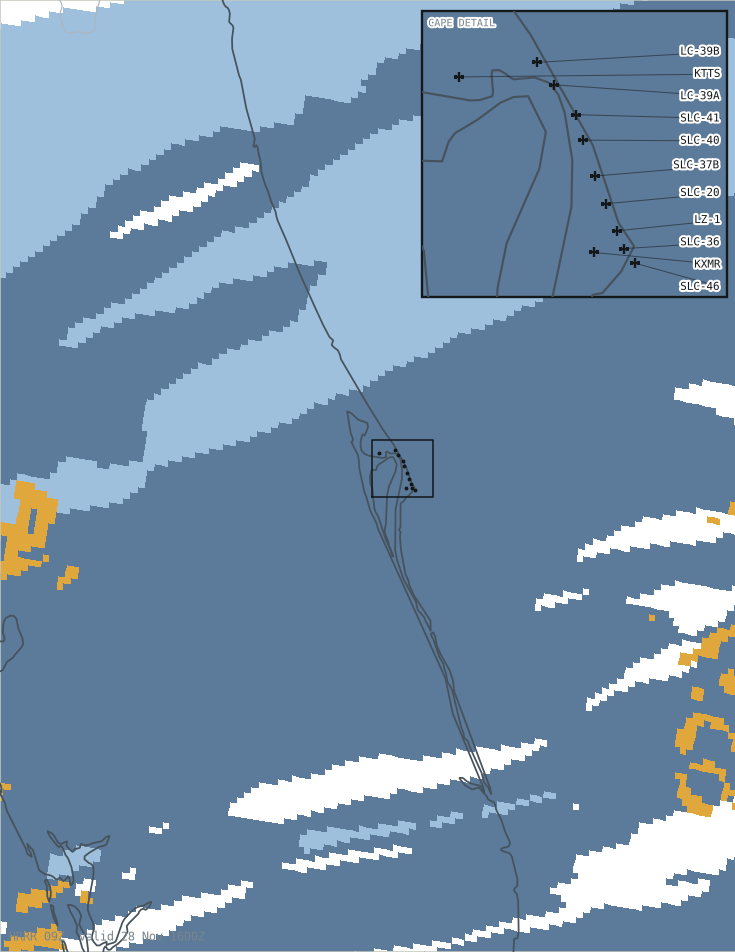 CAPE DETAIL
LC-39B
KTTS
LC-39A
SLC-41
SLC-40
SLC-37B
SLC-20
LZ-1
SLC-36
KXMR
SLC-46
valid 28 Nov 1600Z